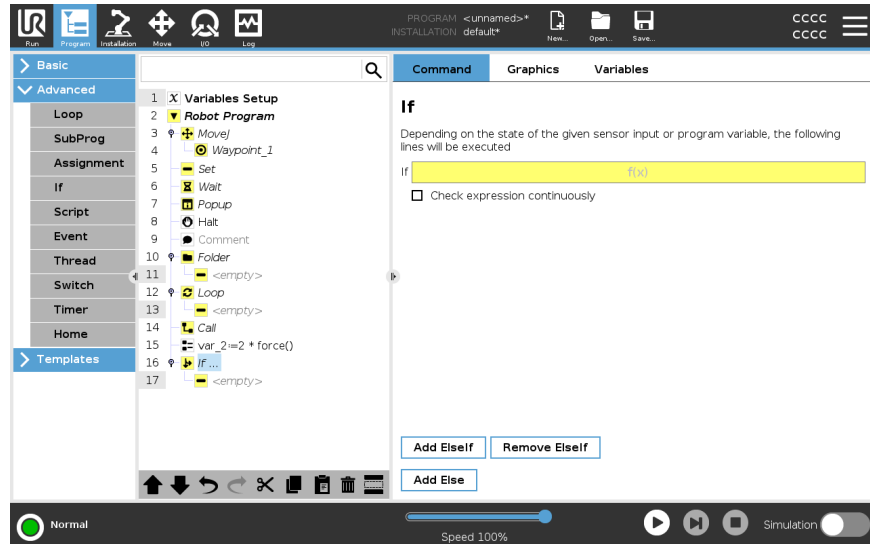 UR
Run
Program
Installation
Move
I/O
Log
PROGRAM <unnamed>*
INSTALLATION default*
New...
Open...
Save...
cccc
cccc
Basic
Advanced
Loop
SubProg
Assignment
If
Script
Event
Thread
Switch
Timer
Home
Templates
1 X Variables Setup
2 Robot Program
3 MoveJ
4 Waypoint_1
5 Set
6 Wait
7 Popup
8 Halt
9 Comment
10 Folder
11 <empty>
12 Loop
13 <empty>
14 Call
15 var_2:=2 * force()
16 If ...
17 <empty>
Command Graphics Variables
If
Depending on the state of the given sensor input or program variable, the following
lines will be executed
If f(x)
Check expression continuously
Add ElseIf Remove ElseIf
Add Else
Normal
Speed 100%
Simulation